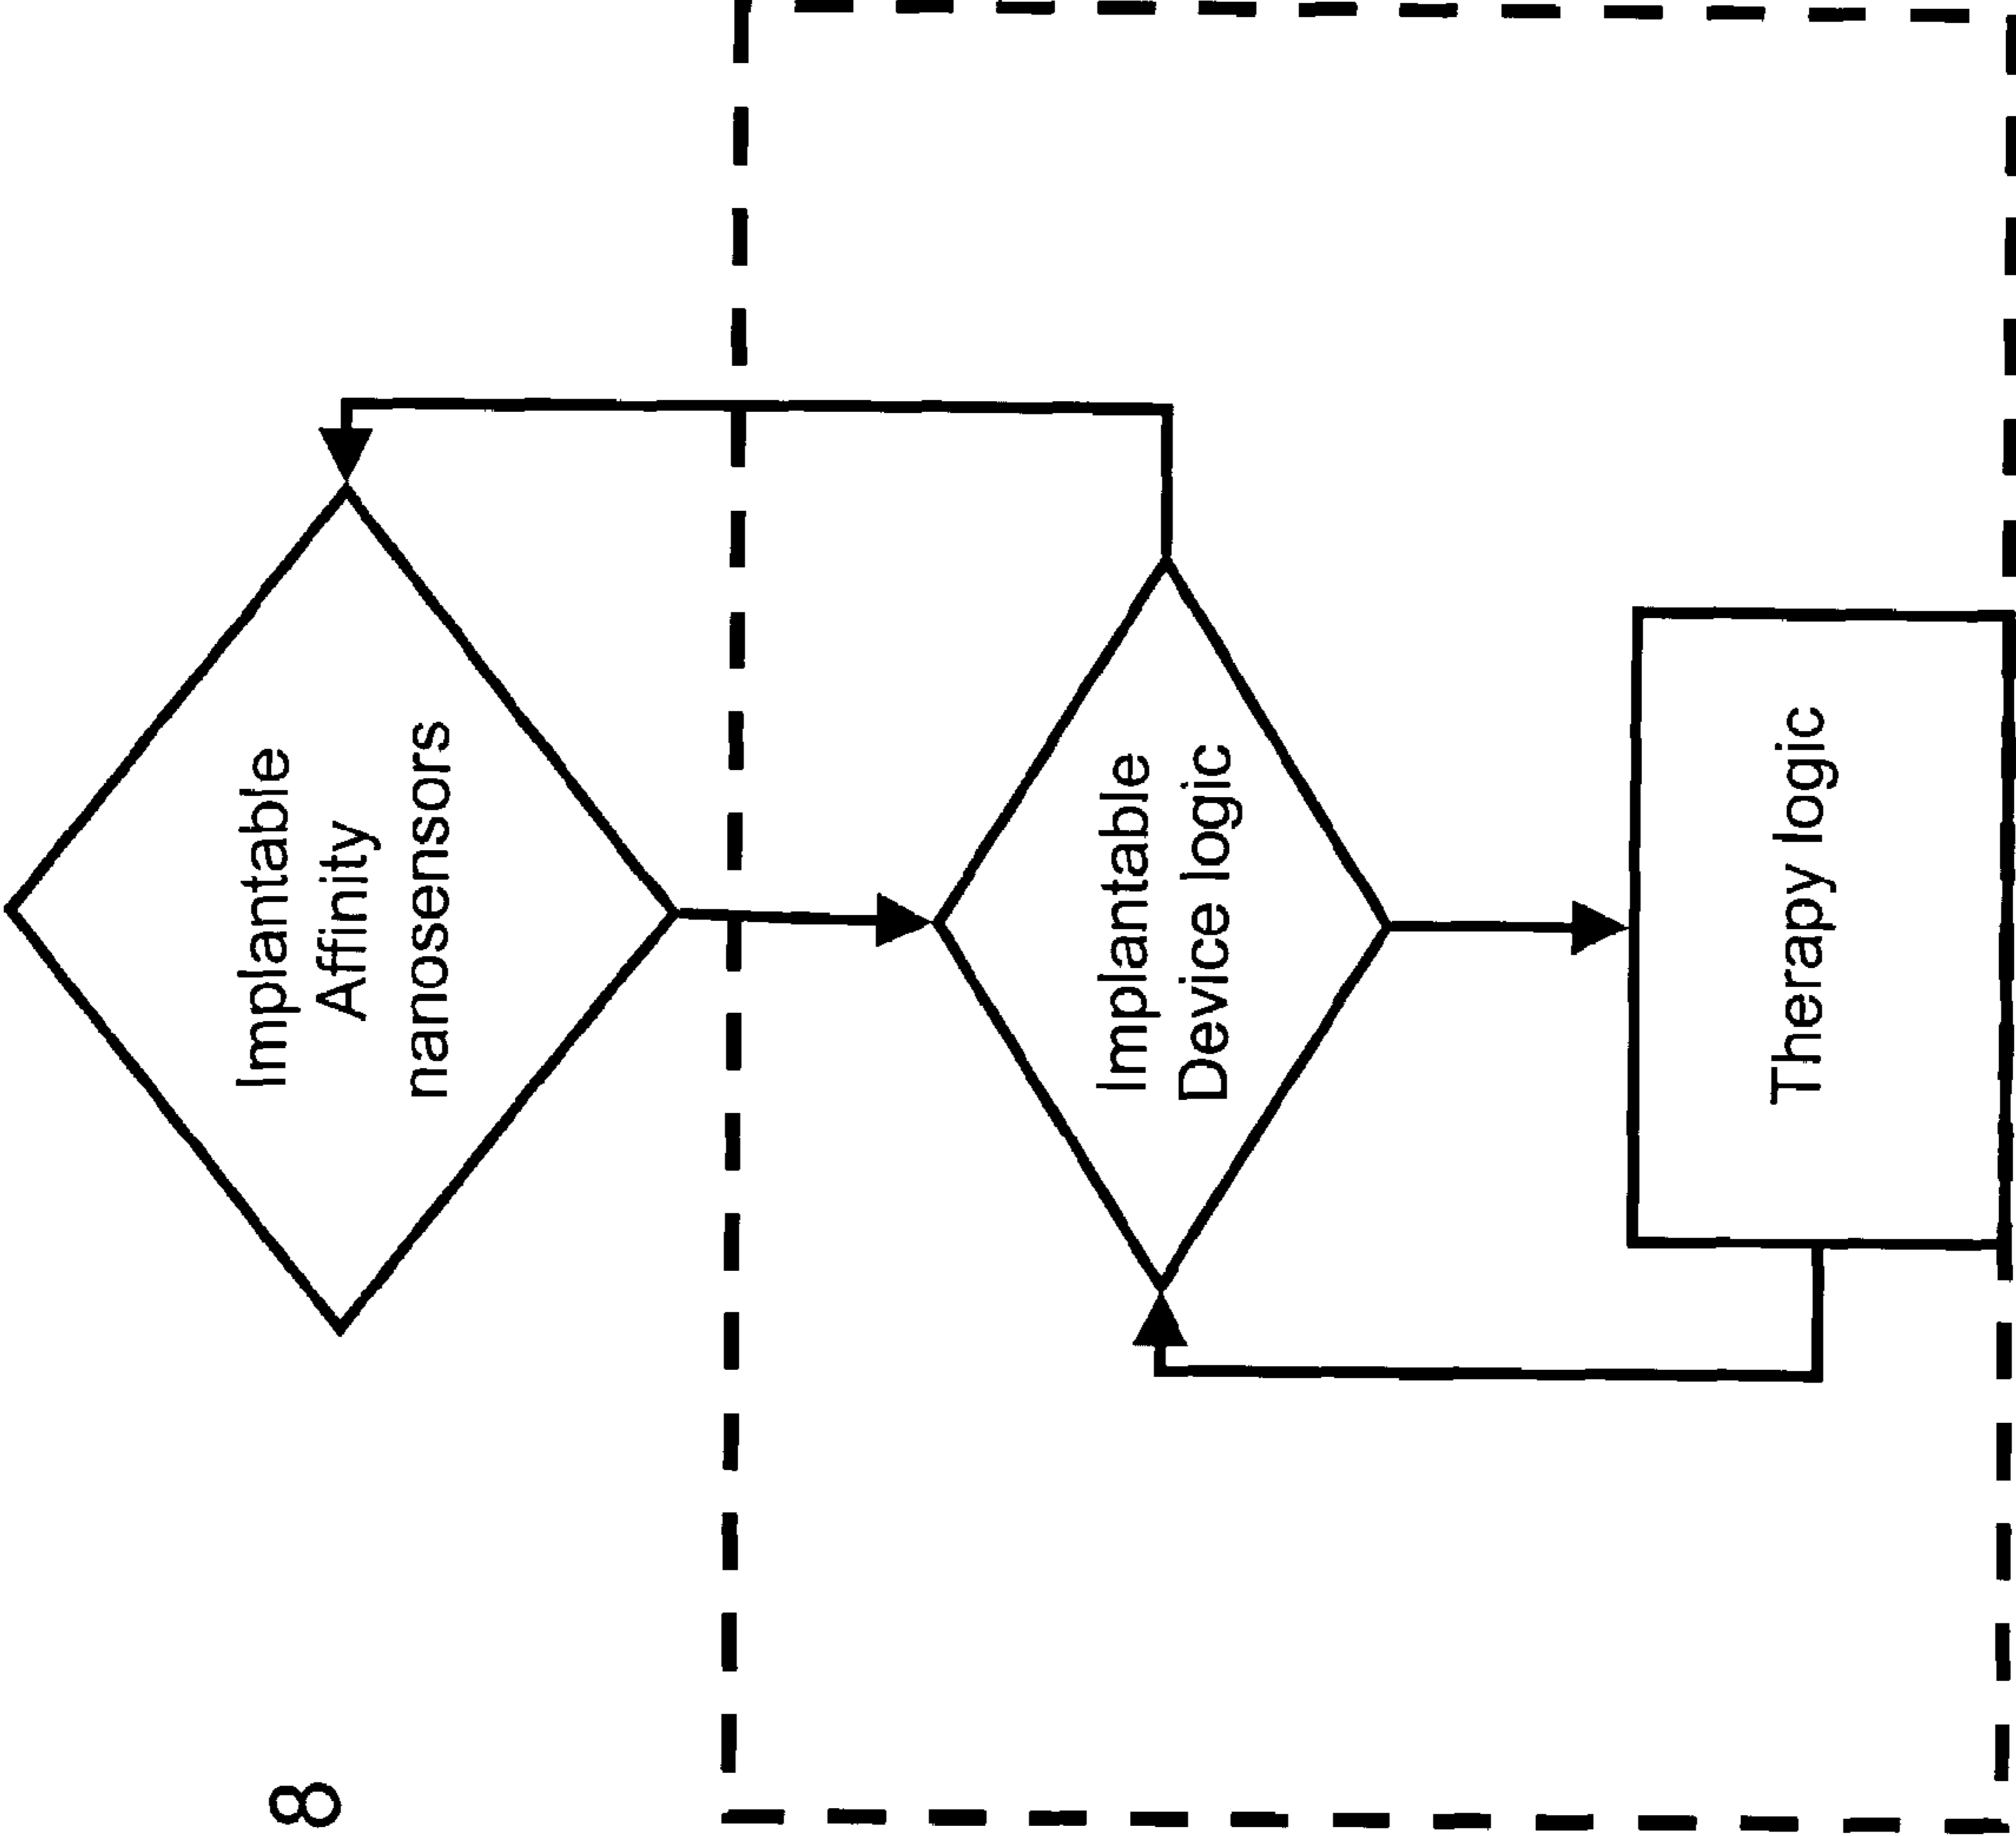 8
Implantable
Affinity
nanosensors
Implantable
Device logic
Therapy logic